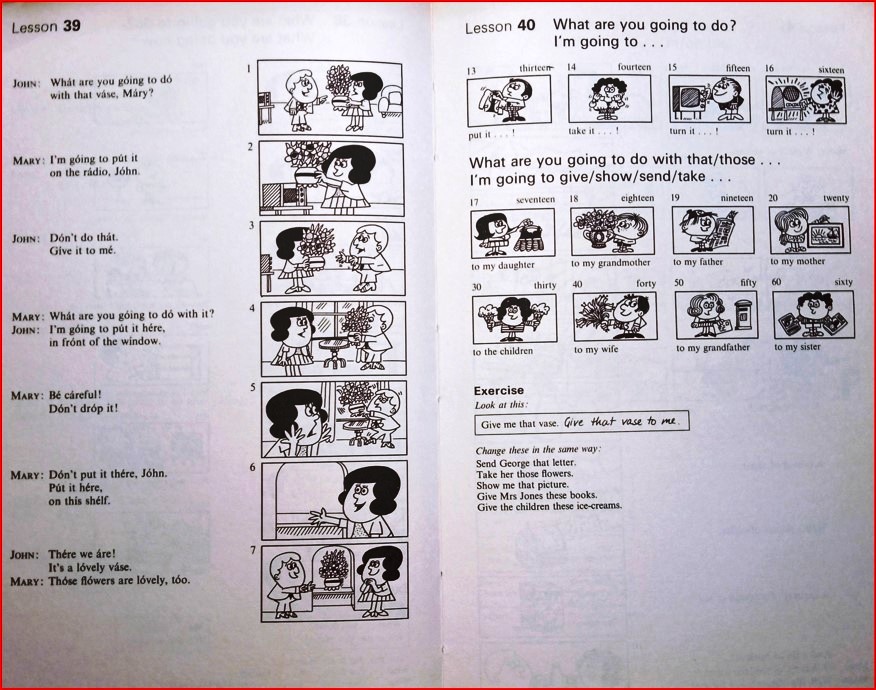 Lesson 39
1
JOHN: Whát are you góing to dó
with that váse, Máry?
2
MARY: I'm góing to pút it
on the rádio, Jóhn.
3
JOHN: Dón't do thát.
Gíve it to mé.
4
MARY: Whát are you góing to dó with it?
JOHN: I'm góing to pút it hére,
in frónt of the window.
5
MARY: Bé cáreful!
Dón't dróp it!
6
MARY: Dón't put it thére, Jóhn.
Pút it hére,
on this shélf.
7
JOHN: Thére we áre!
It's a lóvely váse.
MARY: Thóse flówers are lóvely, tóo.
Lesson 40 What are you going to do?
I'm going to . . .
13 thirteen 14 fourteen 15 fifteen 16 sixteen
put it . . . ! take it . . . ! turn it . . . ! turn it . . . !
What are you going to do with that/those . . .
I'm going to give/show/send/take . . .
17 seventeen 18 eighteen 19 nineteen 20 twenty
to my daughter to my grandmother to my father to my mother
30 thirty 40 forty 50 fifty 60 sixty
to the children to my wife to my grandfather to my sister
Exercise
Look at this:
Give me that vase. Give that vase to me.
Change these in the same way:
Send George that letter.
Take her those flowers.
Show me that picture.
Give Mrs Jones these books.
Give the children these ice-creams.